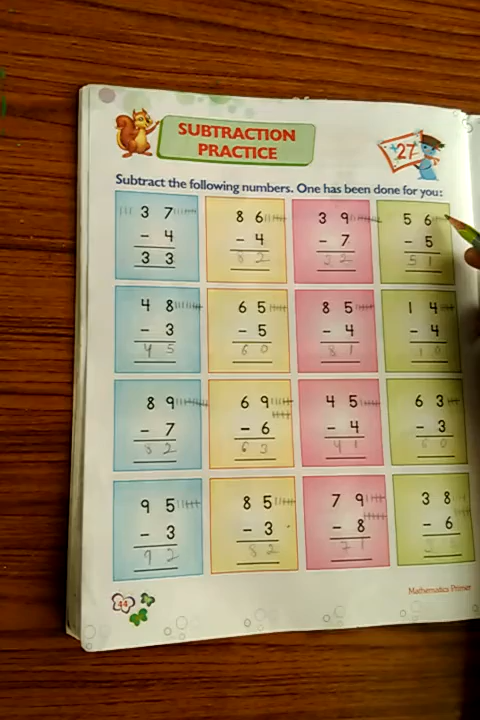 SUBTRACTION
PRACTICE
27
Subtract the following numbers. One has been done for you:
3 7 8 6 3 9 5 6
- 4 - 4 - 7 - 5
3 3 8 2 3 2 5 1
4 8 6 5 8 5 1 4
- 3 - 5 - 4 - 4
4 5 6 0 8 1 1 0
8 9 6 9 4 5 6 3
- 7 - 6 - 4 - 3
8 2 6 3 4 1 6 0
9 5 8 5 7 9 3 8
- 3 - 3 - 8 - 6
9 2 8 2 7 1
44
Mathematics Primer